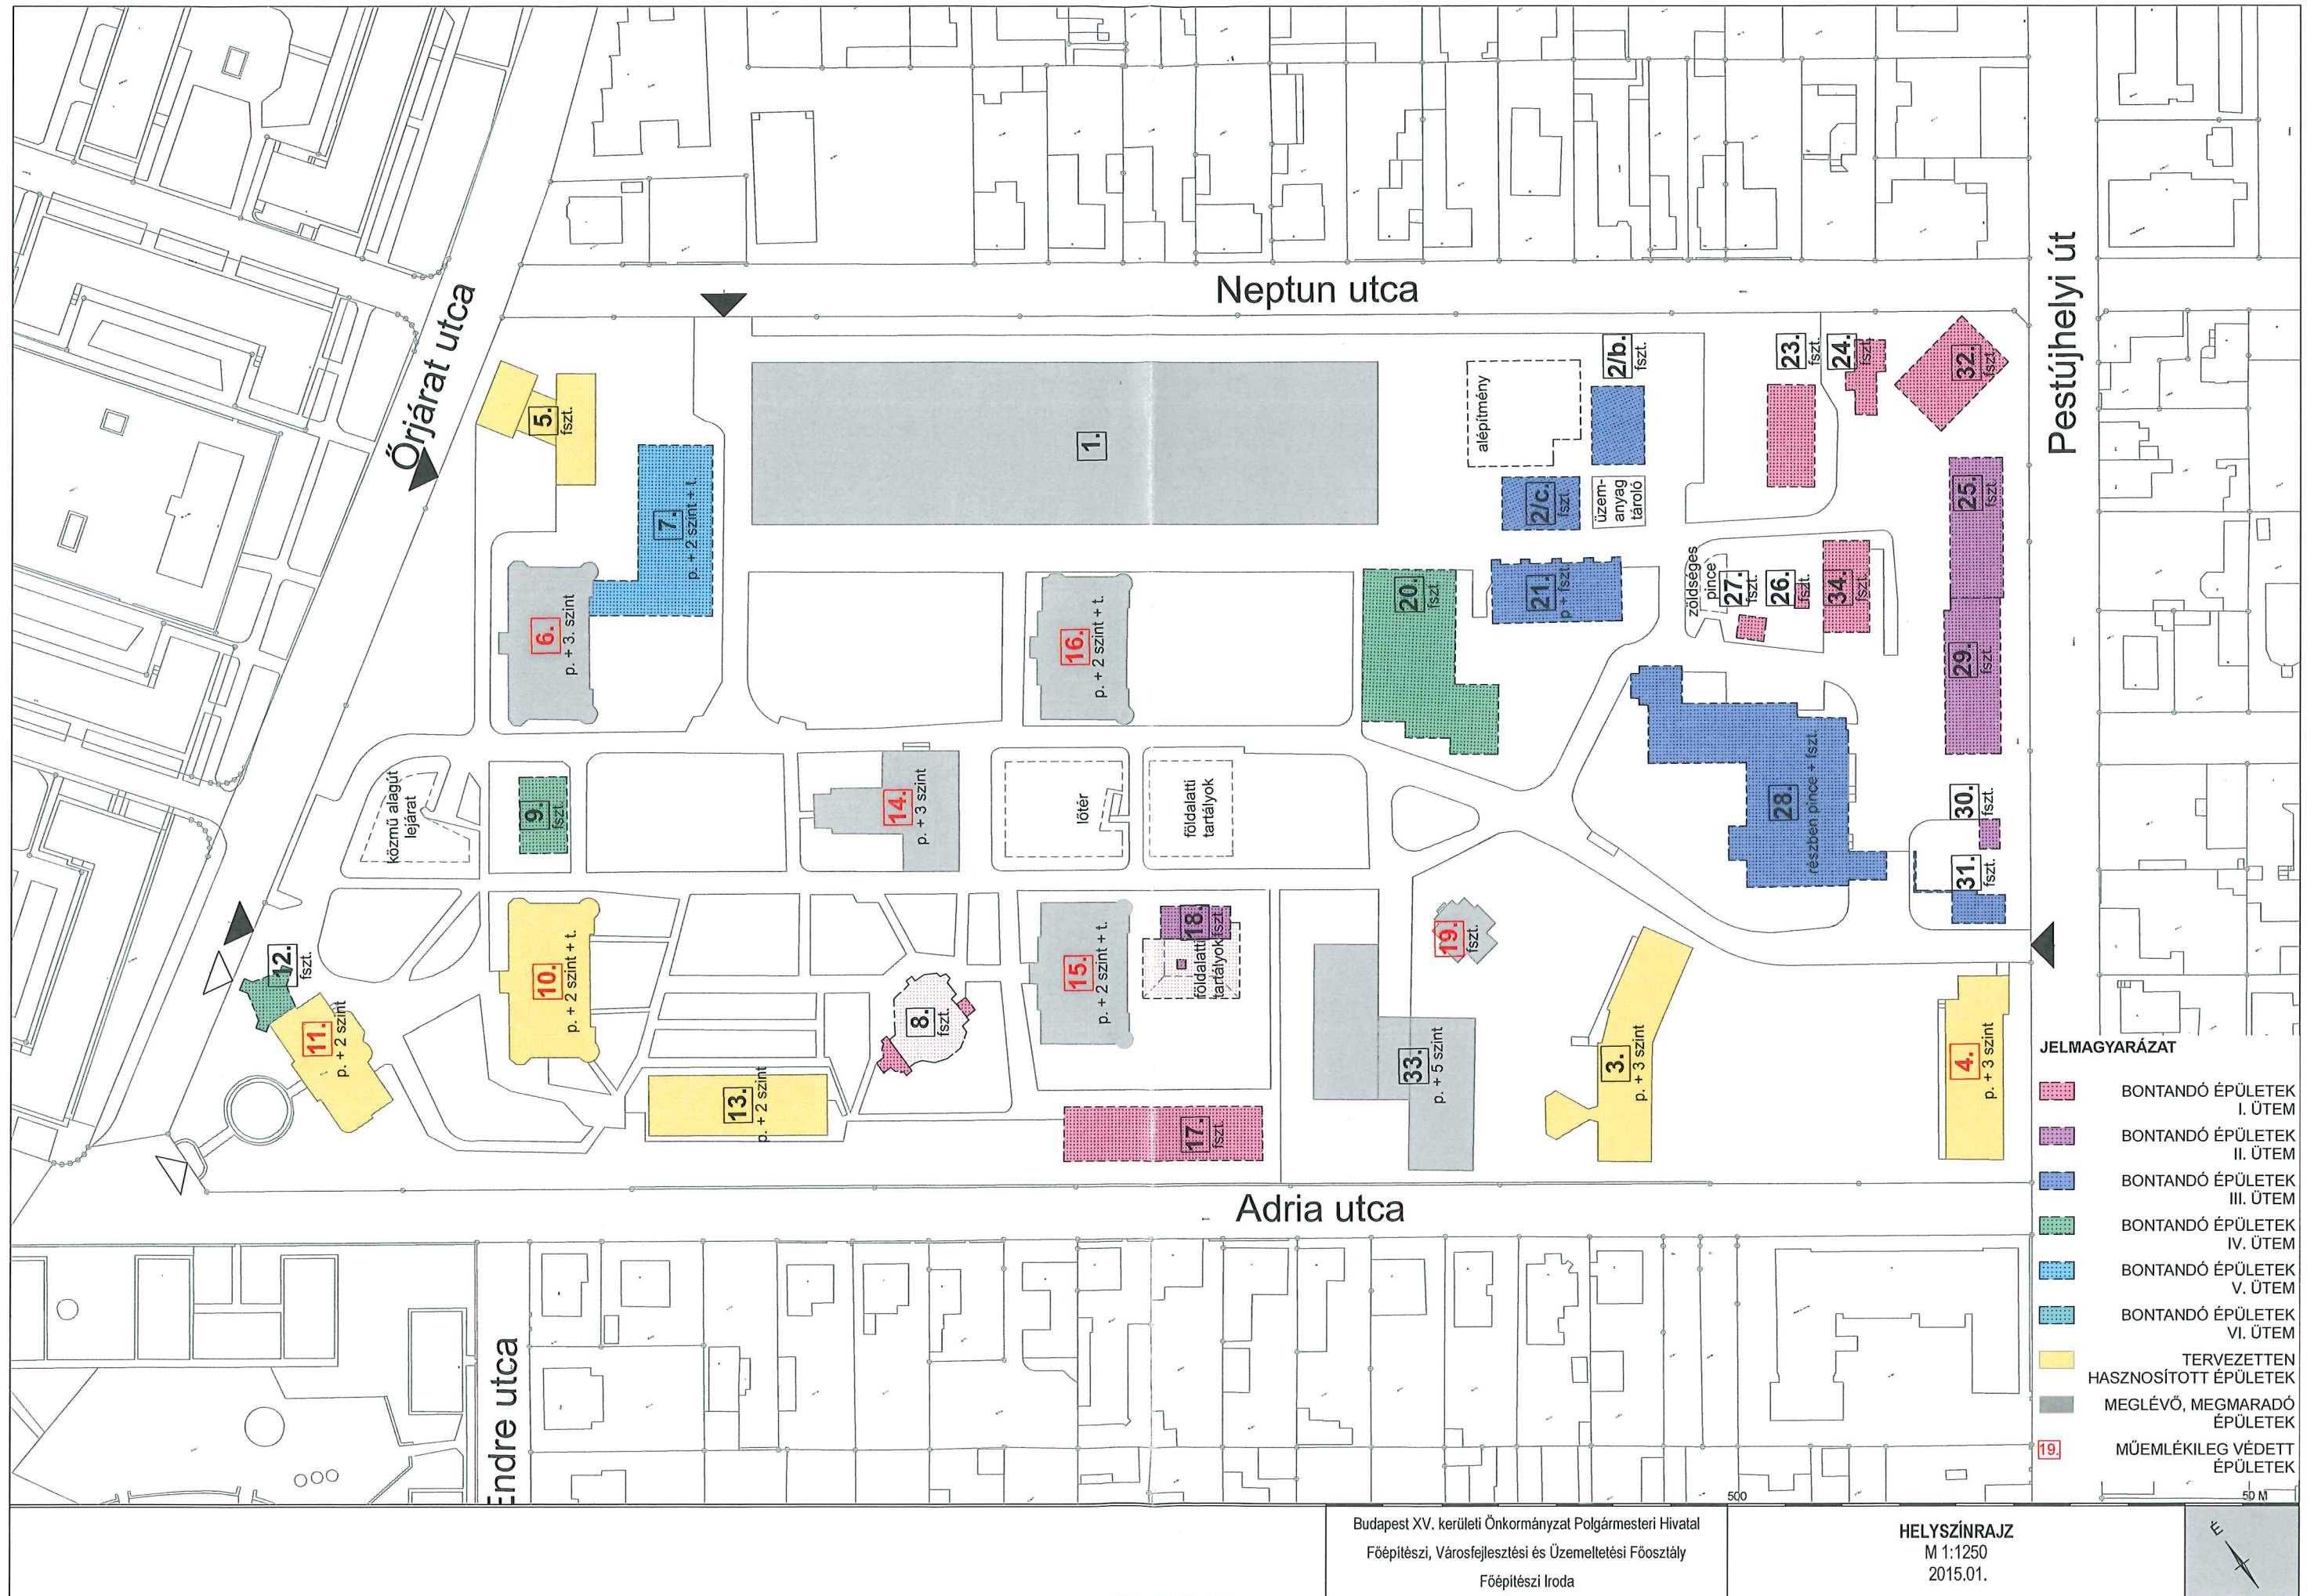 Neptun utca
Őrjárat utca
Pestújhelyi út
5.
fszt.
7.
p. + 2 szint + t.
1.
alépítmény
2/b.
fszt.
2/c.
fszt.
üzem-
anyag
tároló
23.
fszt.
24.
fszt.
32.
fszt.
25.
fszt.
6.
p. + 3. szint
16.
p. + 2 szint + t.
20.
fszt.
21.
p + fszt.
zöldséges
pince
27.
fszt.
26.
fszt.
34.
fszt.
29.
fszt.
közmű alagút
lejárat
9.
fszt.
14.
p. + 3 szint
lőtér
földalatti
tartályok
28.
részben pince + fszt.
30.
fszt.
31.
fszt.
12.
fszt.
11.
p. + 2 szint
10.
p. + 2 szint + t.
8.
fszt.
15.
p. + 2 szint + t.
18.
fszt.
földalatti
tartályok
19.
fszt.
13.
p. + 2 szint
17.
fszt.
33.
p. + 5 szint
3.
p. + 3 szint
4.
p. + 3 szint
Adria utca
Endre utca
JELMAGYARÁZAT
BONTANDÓ ÉPÜLETEK
I. ÜTEM
BONTANDÓ ÉPÜLETEK
II. ÜTEM
BONTANDÓ ÉPÜLETEK
III. ÜTEM
BONTANDÓ ÉPÜLETEK
IV. ÜTEM
BONTANDÓ ÉPÜLETEK
V. ÜTEM
BONTANDÓ ÉPÜLETEK
VI. ÜTEM
TERVEZETTEN
HASZNOSÍTOTT ÉPÜLETEK
MEGLÉVŐ, MEGMARADÓ
ÉPÜLETEK
19.
MŰEMLÉKILEG VÉDETT
ÉPÜLETEK
500
50 M
Budapest XV. kerületi Önkormányzat Polgármesteri Hivatal
Főépítészi, Városfejlesztési és Üzemeltetési Főosztály
Főépítészi Iroda
HELYSZÍNRAJZ
M 1:1250
2015.01.
É